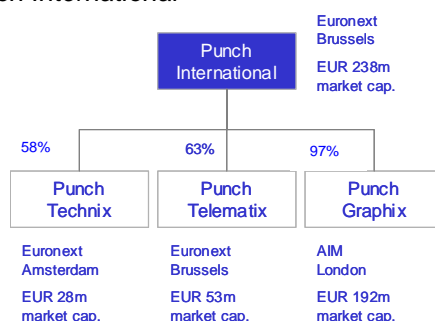 Punch
International
Euronext
Brussels
EUR 238m
market cap.
58%
63%
97%
Punch
Technix
Punch
Telematix
Punch
Graphix
Euronext
Amsterdam
EUR 28m
market cap.
Euronext
Brussels
EUR 53m
market cap.
AIM
London
EUR 192m
market cap.